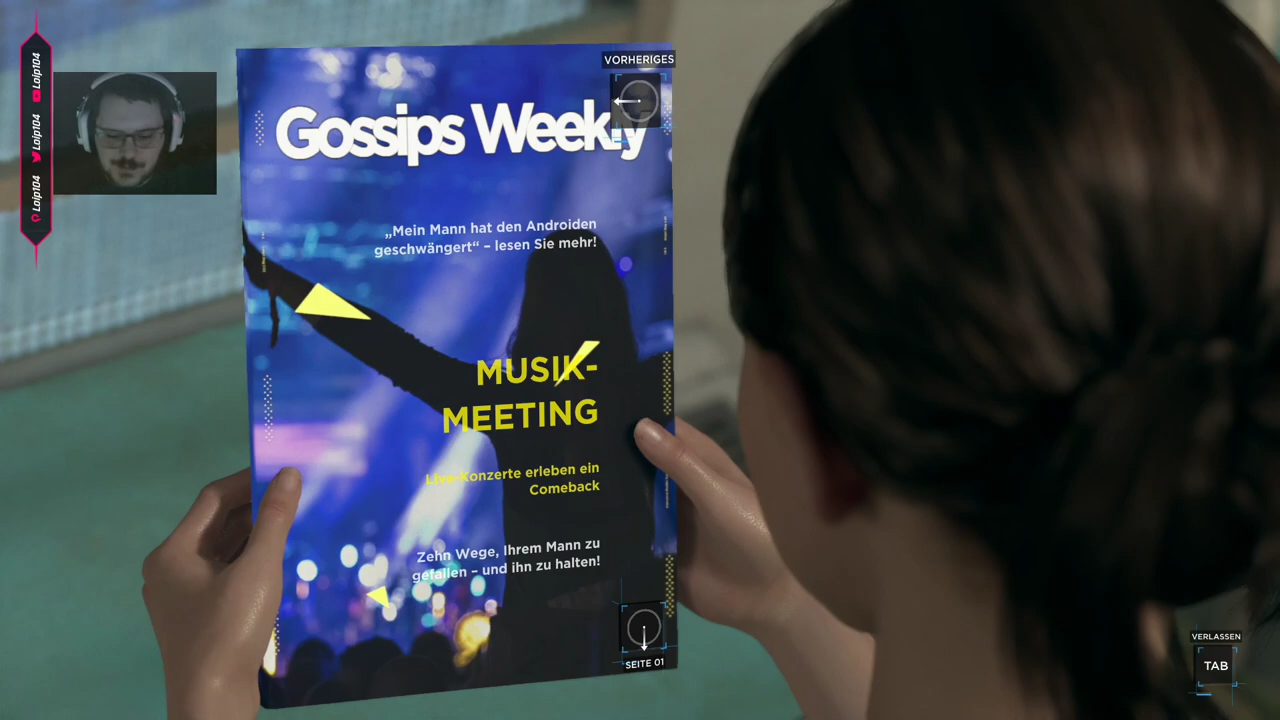 Loip104
Loip104
Loip104
VORHERIGES
Gossips Weekly
„Mein Mann hat den Androiden
geschwängert“ – lesen Sie mehr!
MUSIK-
MEETING
Live-Konzerte erleben ein
Comeback
Zehn Wege, Ihrem Mann zu
gefallen – und ihn zu halten!
SEITE 01
VERLASSEN
TAB